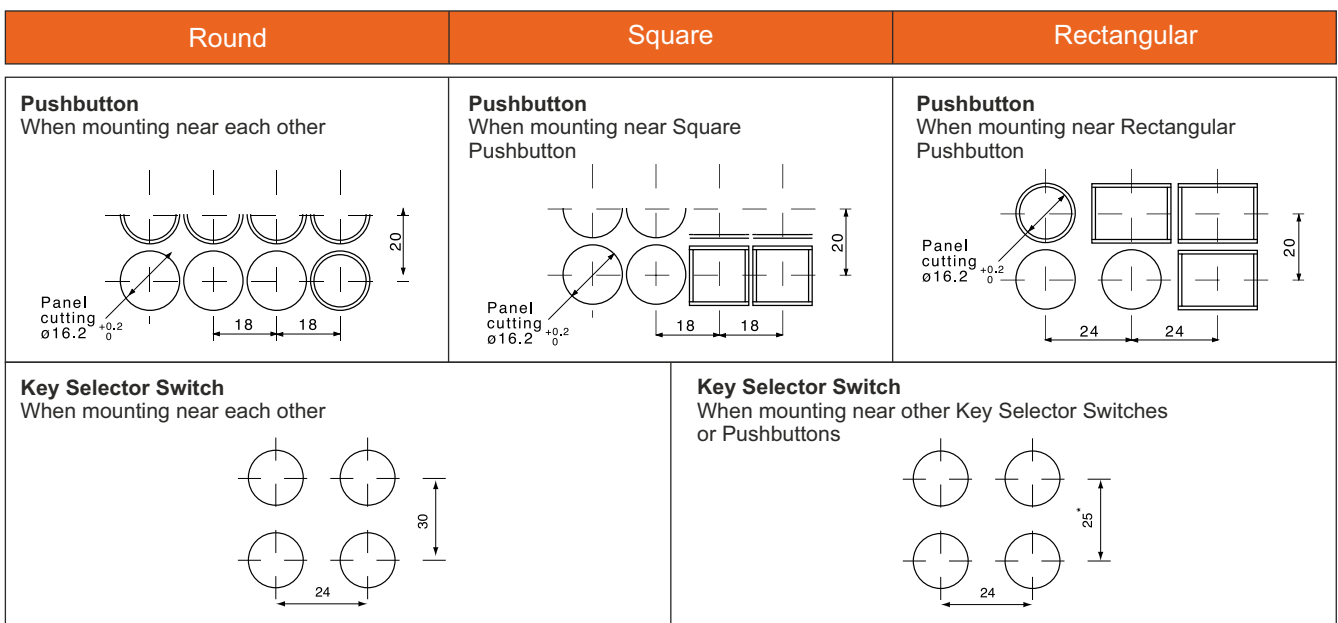 Round
Square
Rectangular
Pushbutton
When mounting near each other
20
Panel
cutting
ø16.2 +0.2 0
18
18
Pushbutton
When mounting near Square
Pushbutton
20
Panel
cutting
ø16.2 +0.2 0
18
18
Pushbutton
When mounting near Rectangular
Pushbutton
Panel
cutting
ø16.2 +0.2 0
20
24
24
Key Selector Switch
When mounting near each other
30
24
Key Selector Switch
When mounting near other Key Selector Switches
or Pushbuttons
25*
24